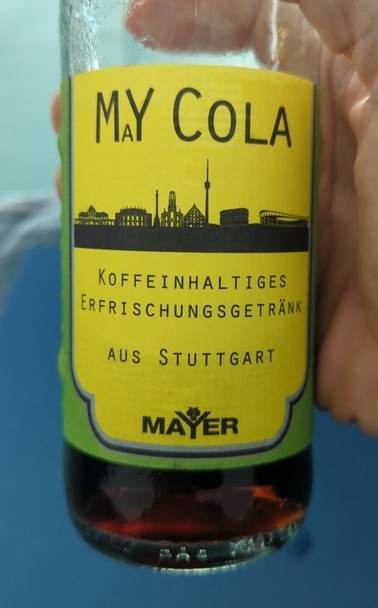 MaY COLA
KOFFEINHALTIGES
ERFRISCHUNGSGETRÄNK
AUS STUTTGART
MAYER